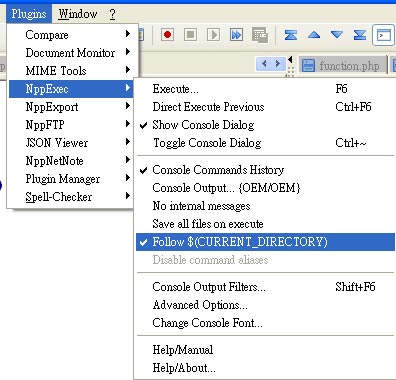 Plugins Window ?
Compare
Document Monitor
MIME Tools
NppExec
NppExport
NppFTP
JSON Viewer
NppNetNote
Plugin Manager
Spell-Checker
function.php
Execute... F6
Direct Execute Previous Ctrl+F6
Show Console Dialog
Toggle Console Dialog Ctrl+~
Console Commands History
Console Output... {OEM/OEM}
No internal messages
Save all files on execute
Follow $(CURRENT_DIRECTORY)
Disable command aliases
Console Output Filters... Shift+F6
Advanced Options...
Change Console Font...
Help/Manual
Help/About...